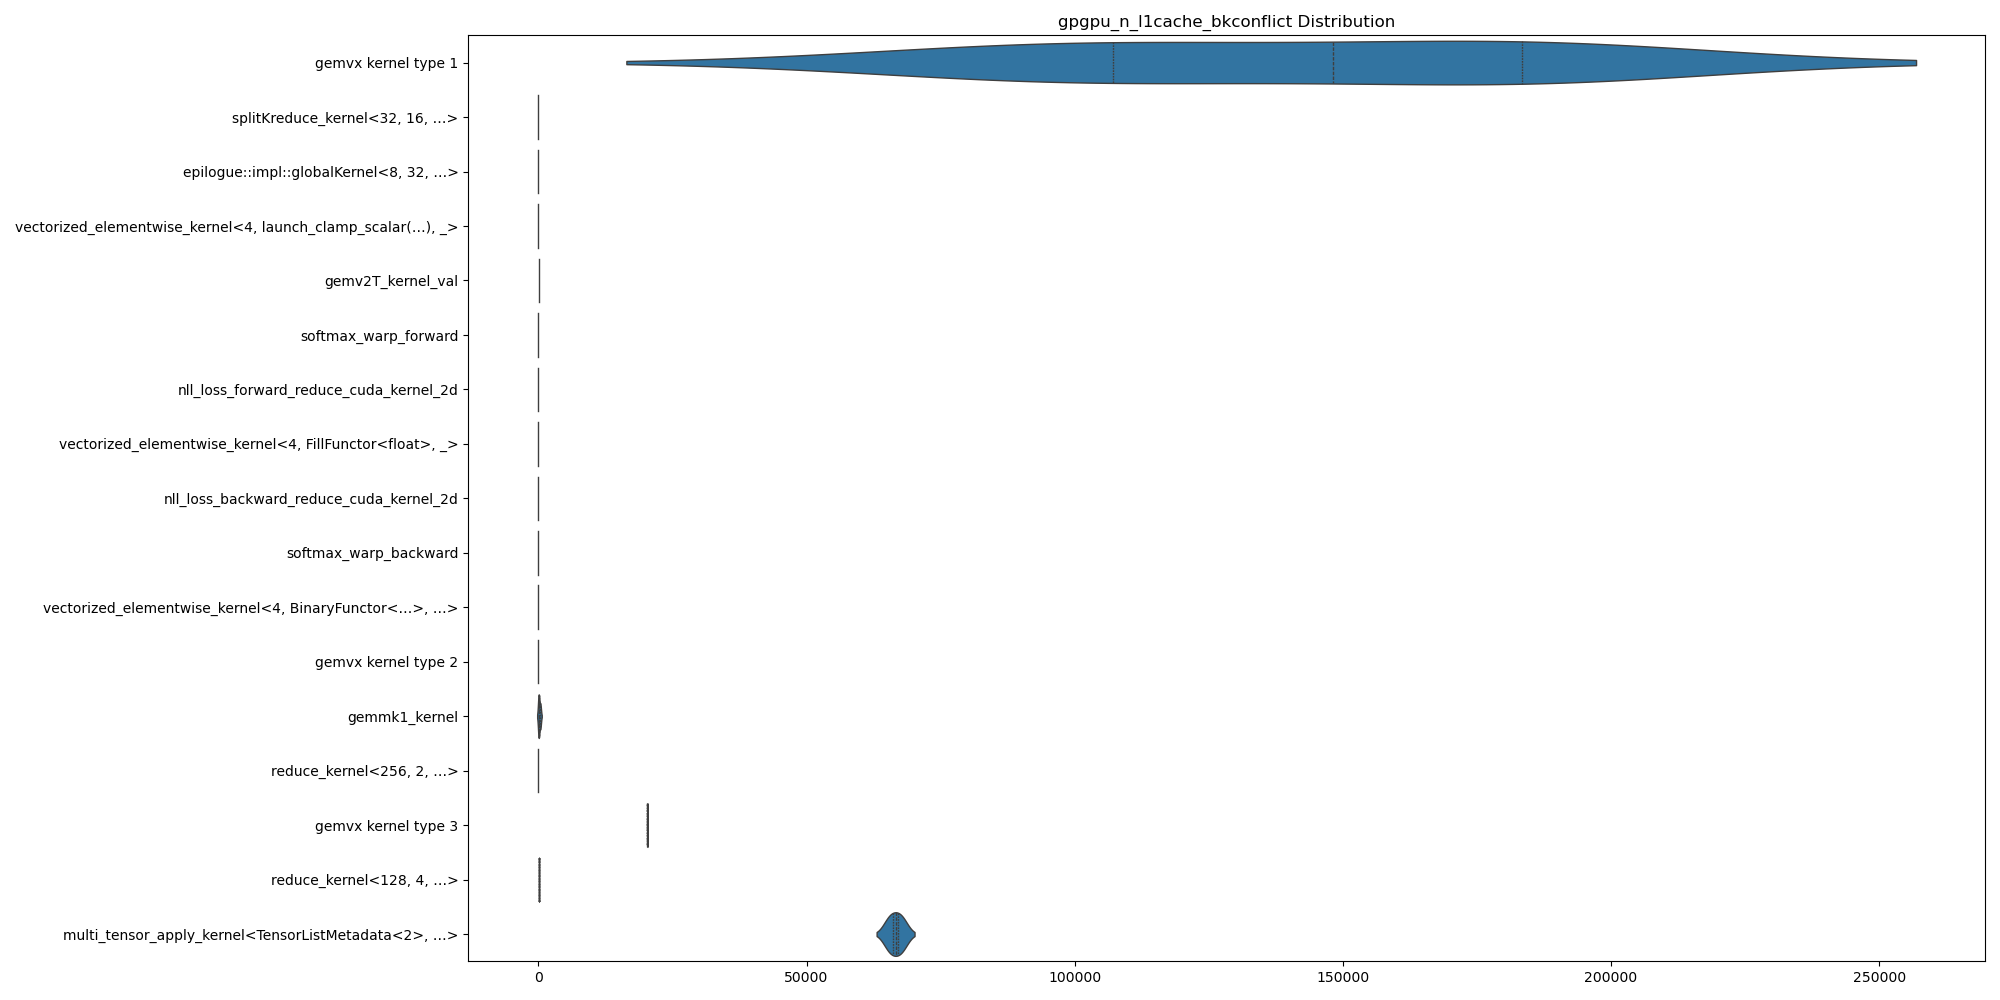 gpgpu_n_l1cache_bkconflict Distribution
gemvx kernel type 1
splitKreduce_kernel<32, 16, ...>
epilogue::impl::globalKernel<8, 32, ...>
vectorized_elementwise_kernel<4, launch_clamp_scalar(...), _>
gemv2T_kernel_val
softmax_warp_forward
nll_loss_forward_reduce_cuda_kernel_2d
vectorized_elementwise_kernel<4, FillFunctor<float>, _>
nll_loss_backward_reduce_cuda_kernel_2d
softmax_warp_backward
vectorized_elementwise_kernel<4, BinaryFunctor<...>, ...>
gemvx kernel type 2
gemmk1_kernel
reduce_kernel<256, 2, ...>
gemvx kernel type 3
reduce_kernel<128, 4, ...>
multi_tensor_apply_kernel<TensorListMetadata<2>, ...>
0 50000 100000 150000 200000 250000